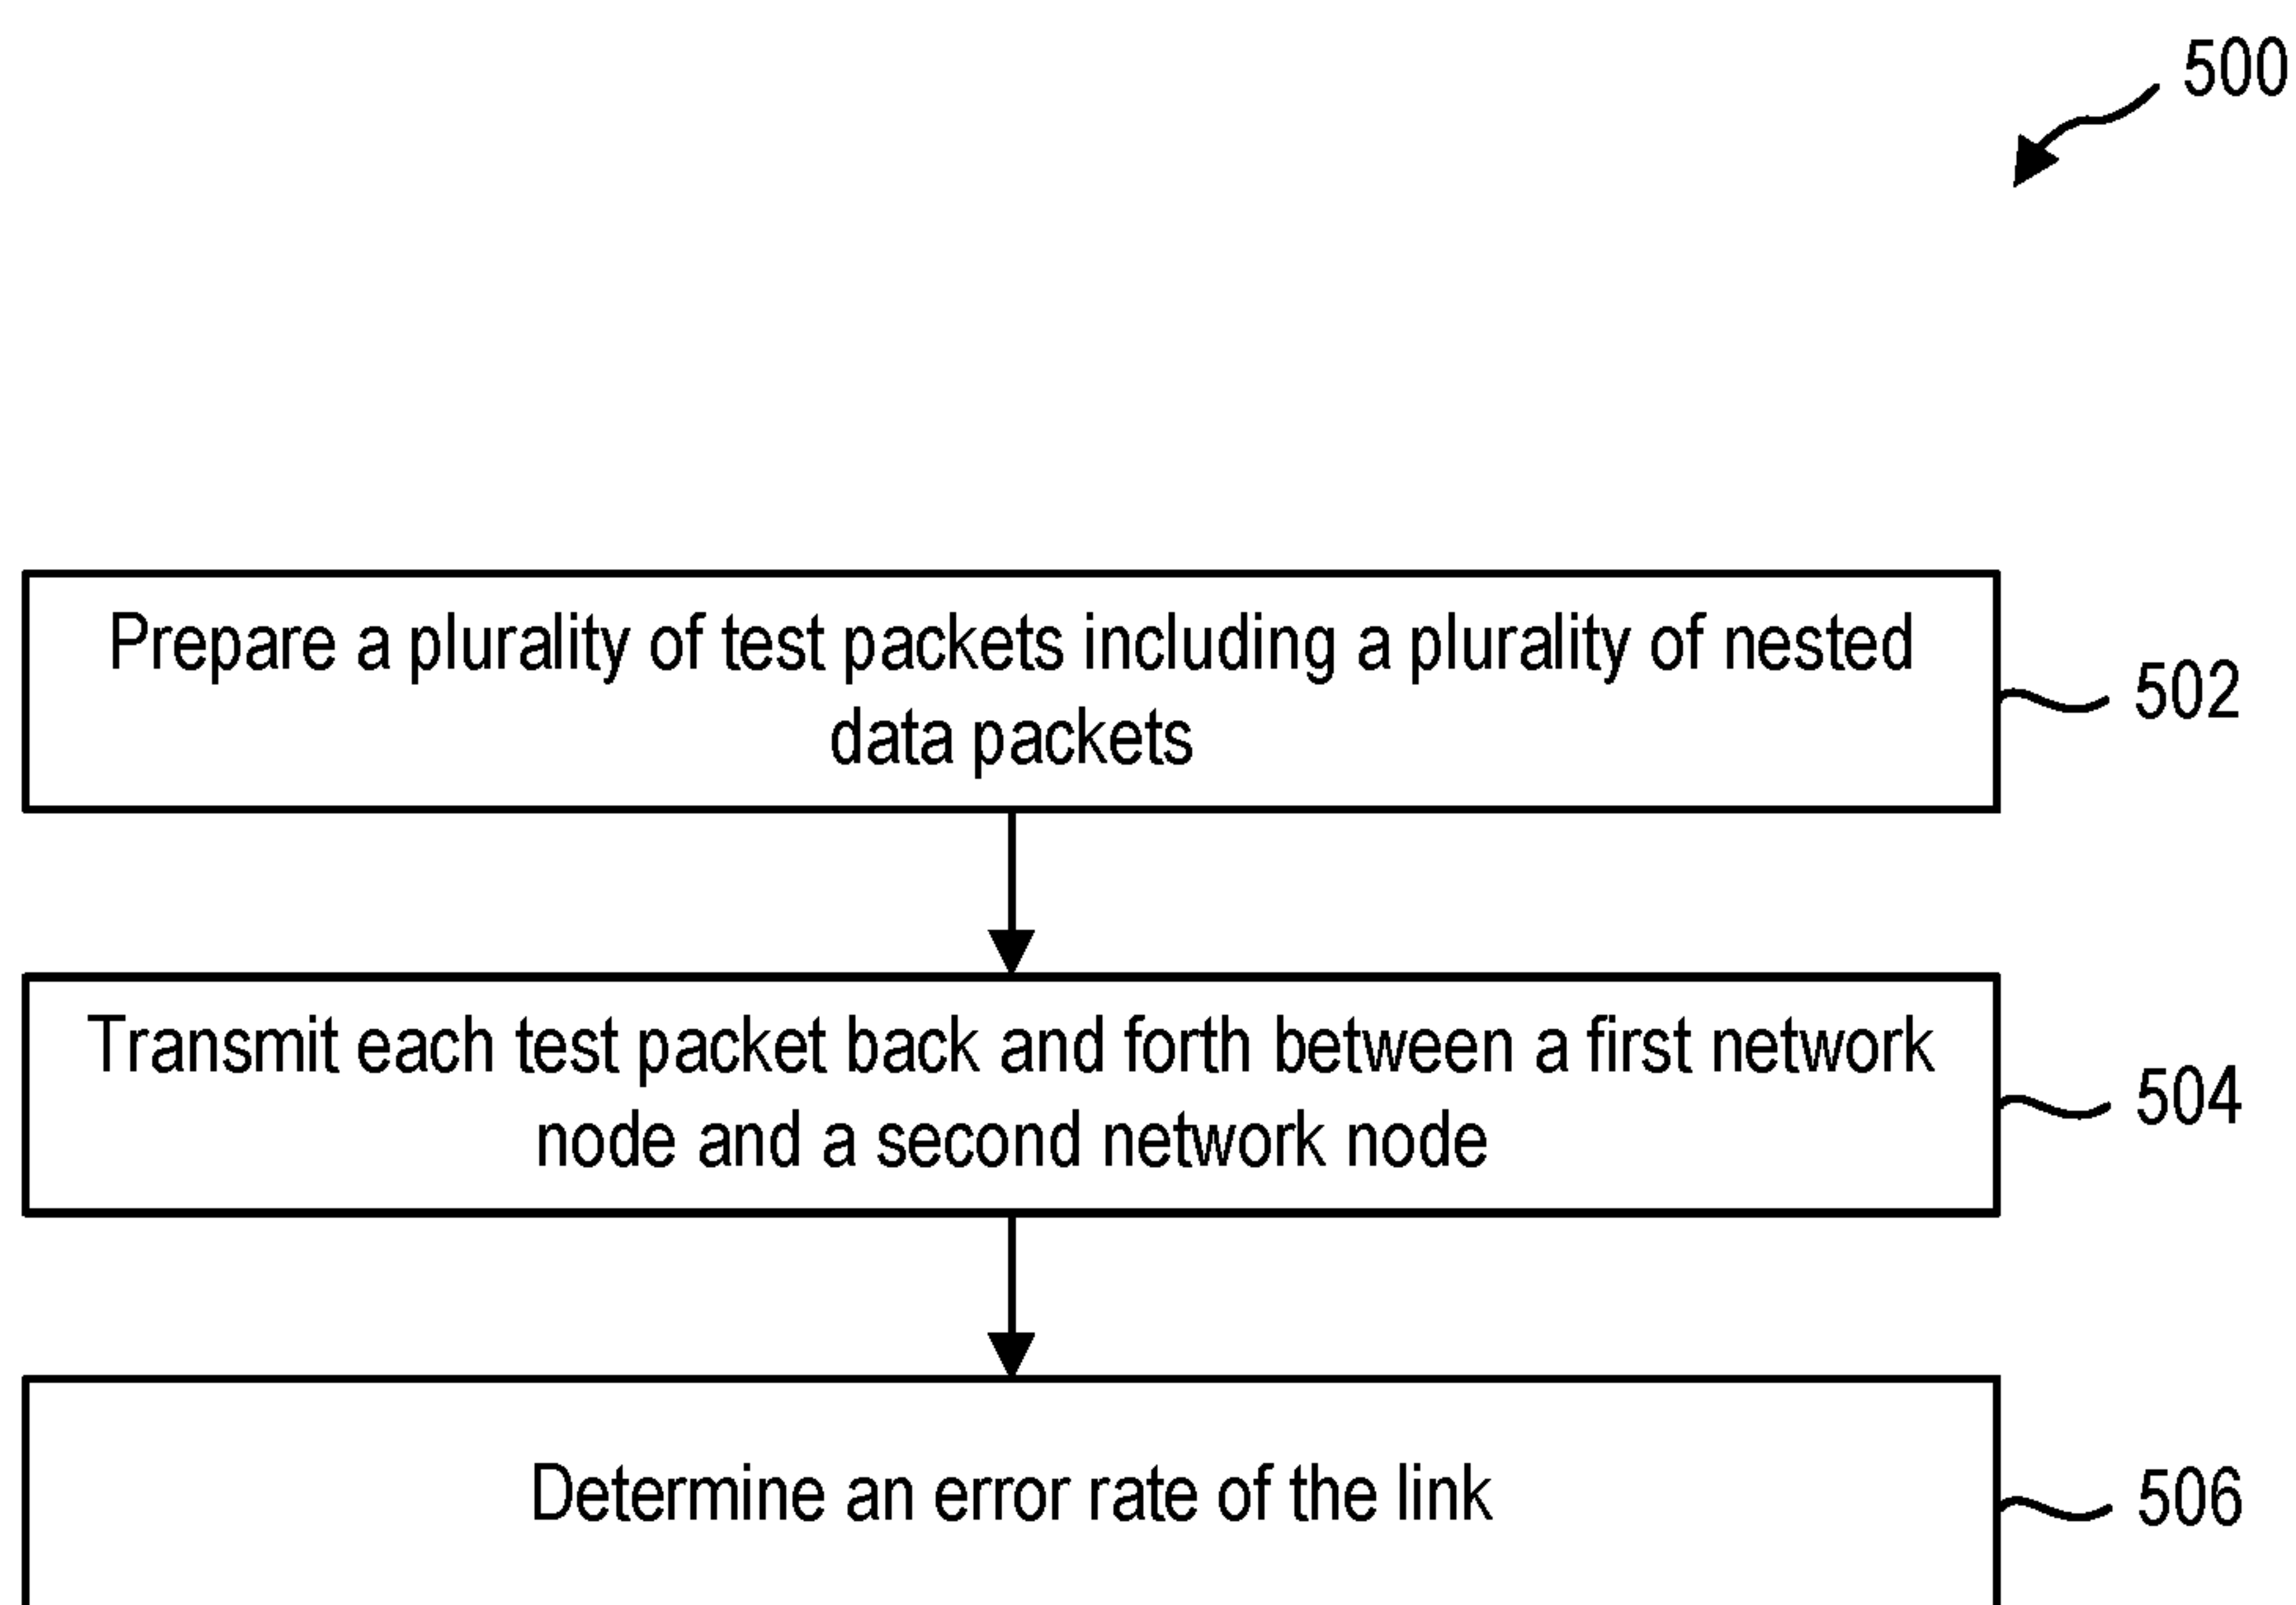 500
Prepare a plurality of test packets including a plurality of nested
data packets
502
Transmit each test packet back and forth between a first network
node and a second network node
504
Determine an error rate of the link
506